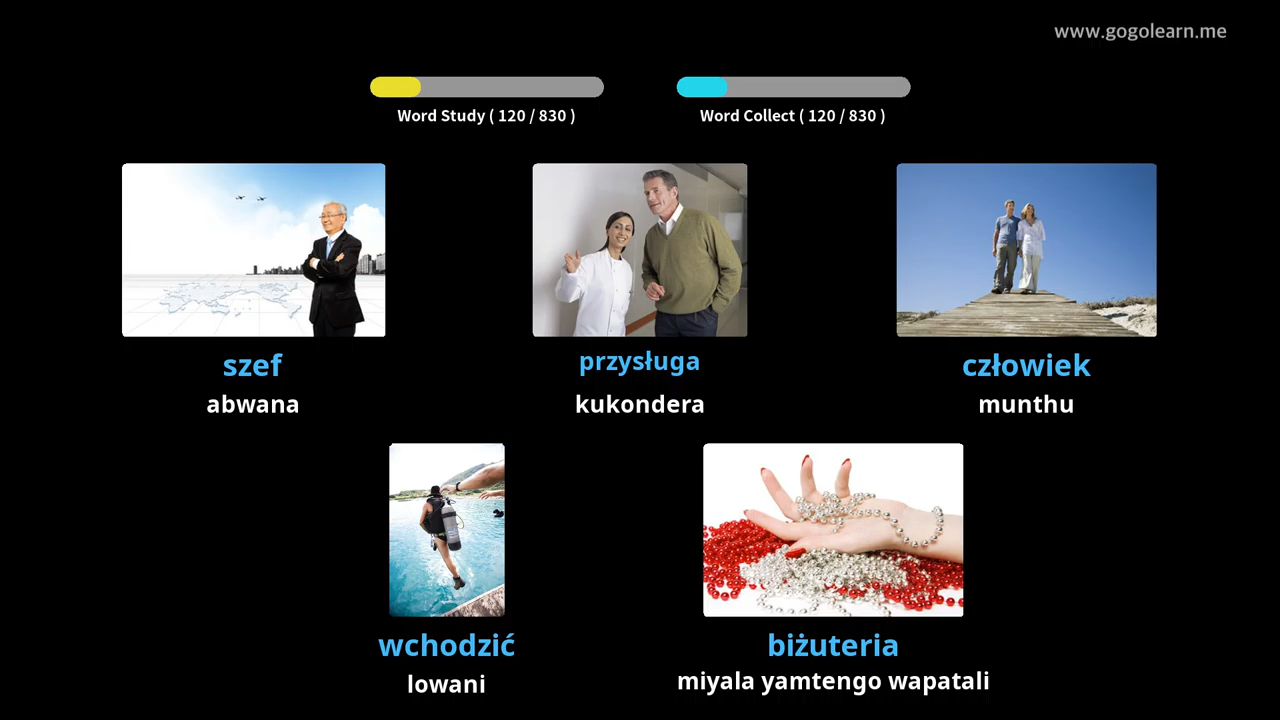 www.gogolearn.me
Word Study ( 120 / 830 )
Word Collect ( 120 / 830 )
szef
abwana
przysługa
kukondera
człowiek
munthu
wchodzić
lowani
biżuteria
miyala yamtengo wapatali